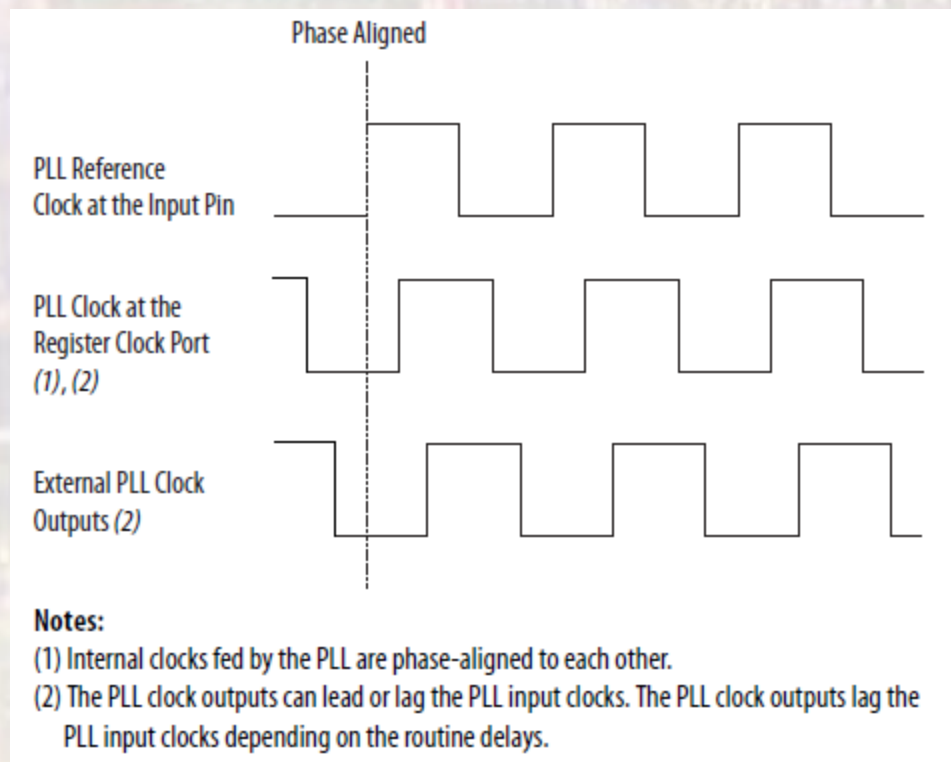 Phase Aligned
PLL Reference
Clock at the Input Pin
PLL Clock at the
Register Clock Port
(1), (2)
External PLL Clock
Outputs (2)
Notes:
(1) Internal clocks fed by the PLL are phase-aligned to each other.
(2) The PLL clock outputs can lead or lag the PLL input clocks. The PLL clock outputs lag the
PLL input clocks depending on the routine delays.